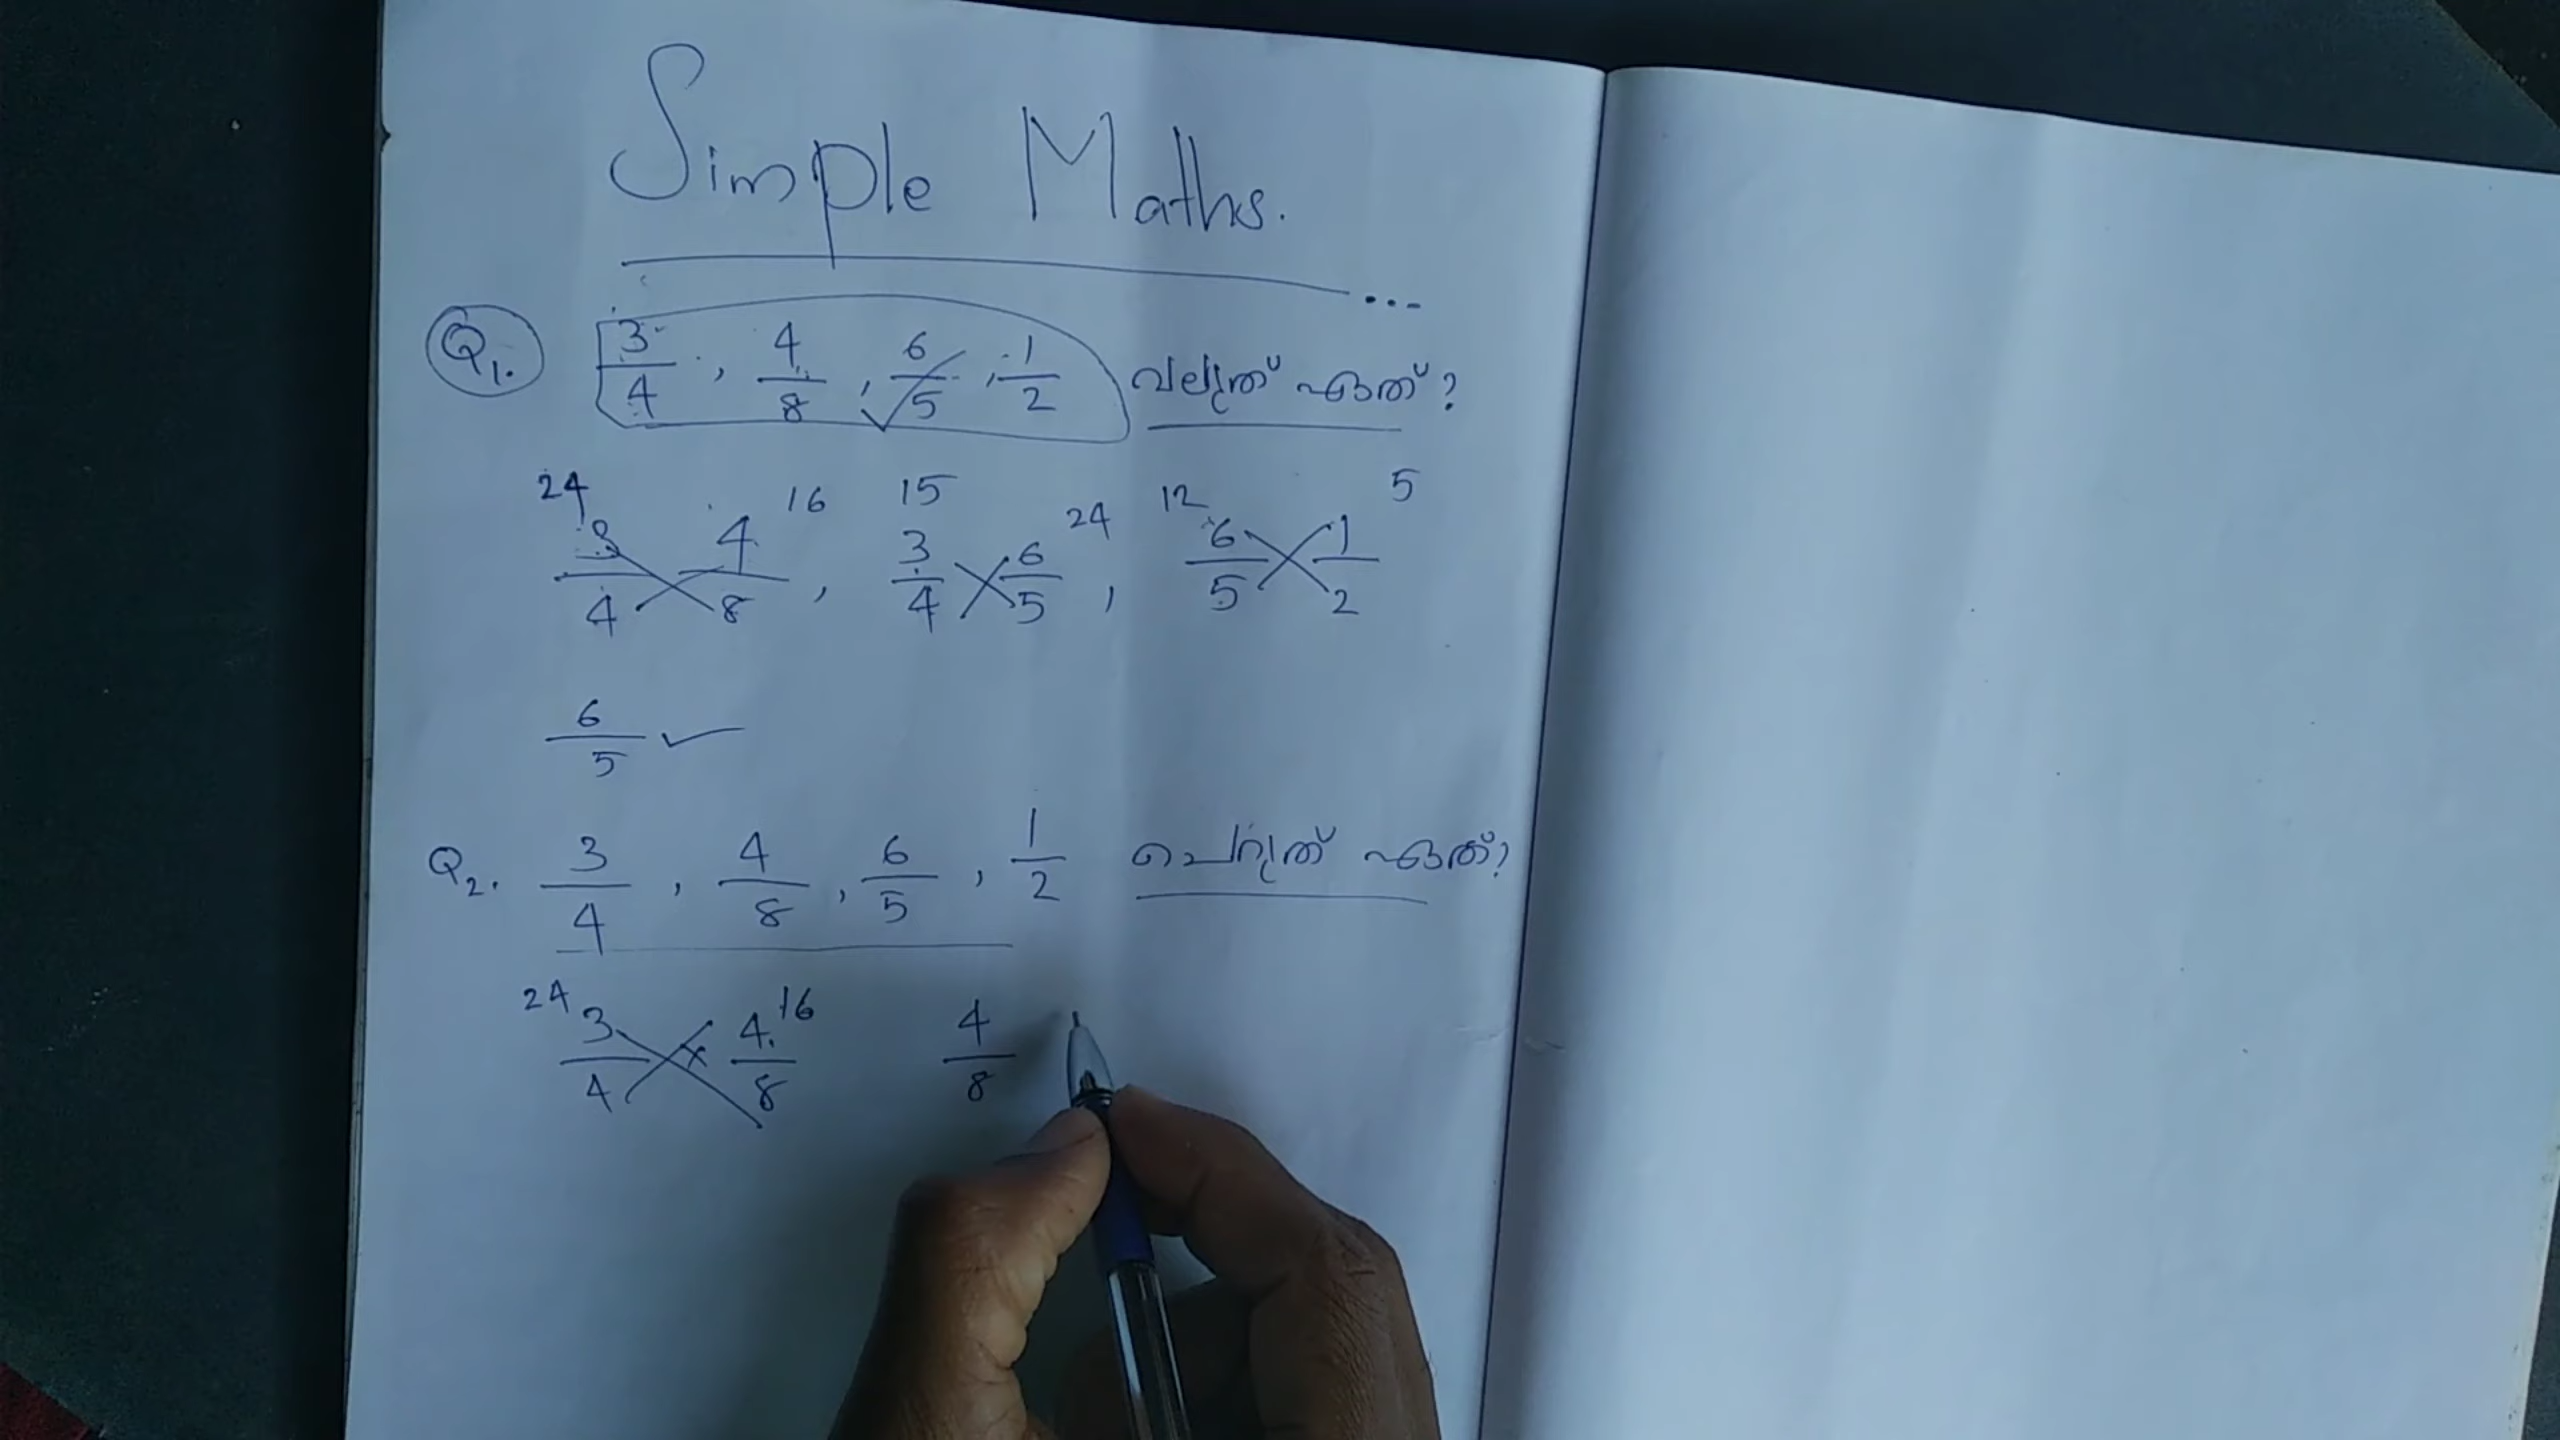 Simple Maths.
Q1. 3/4, 4/8, 6/5, 1/2 വല്യത് ഏത്?
24 16 15 24 12 5
3/4 4/8, 3/4 6/5, 6/5 1/2
6/5 ✓
Q2. 3/4, 4/8, 6/5, 1/2 ചെറ്യത് ഏത്?
24 16
3/4 × 4/8 4/8